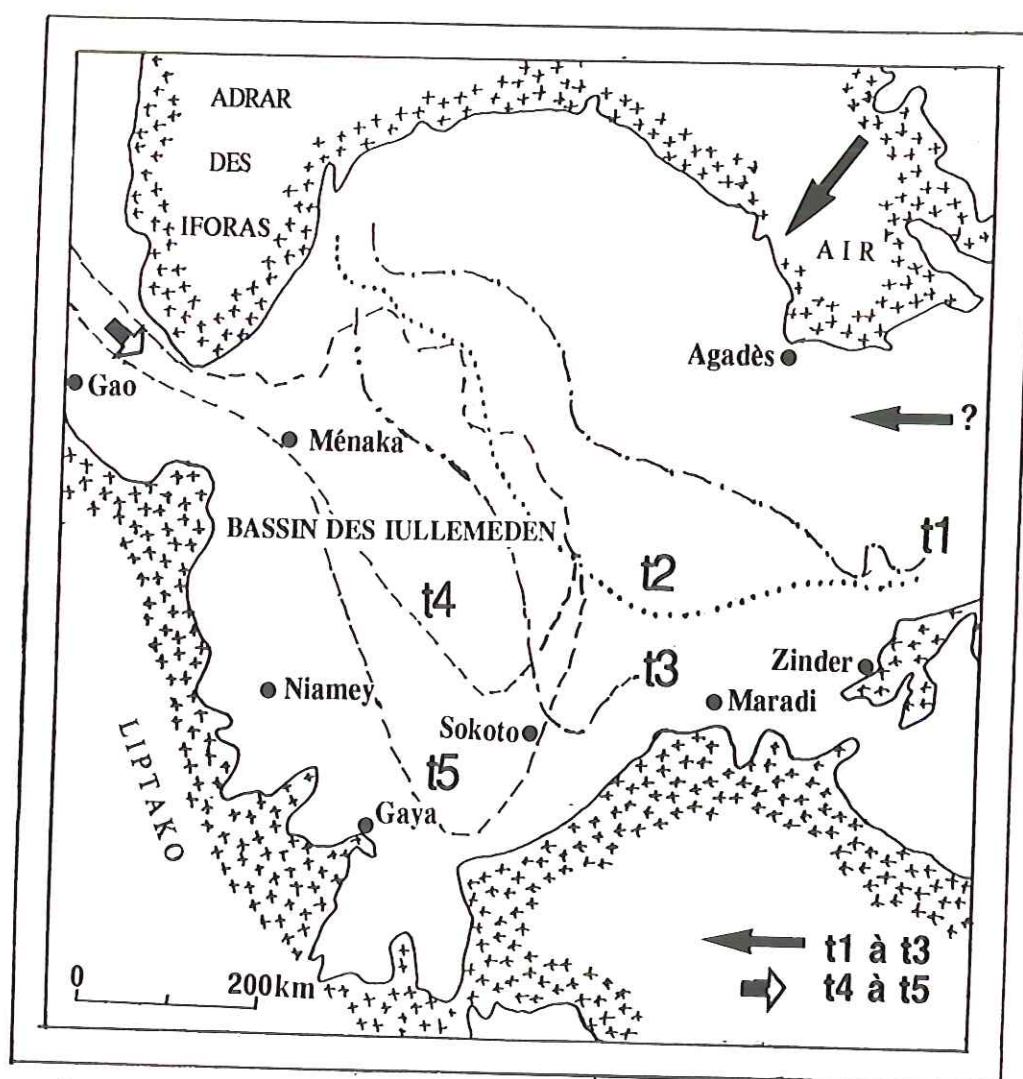 ADRAR
DES
IFORAS
AIR
Agadès
?
Gao
Ménaka
BASSIN DES IULLEMEDEN
t1
t2
t4
t3
Zinder
Niamey
Maradi
Sokoto
LIPTAKO
t5
Gaya
t1 à t3
0 200km
t4 à t5